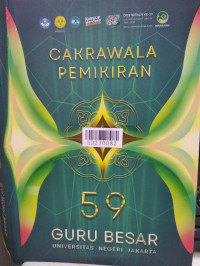 CAKRAWALA
PEMIKIRAN
59
GURU BESAR
UNIVERSITAS NEGERI JAKARTA